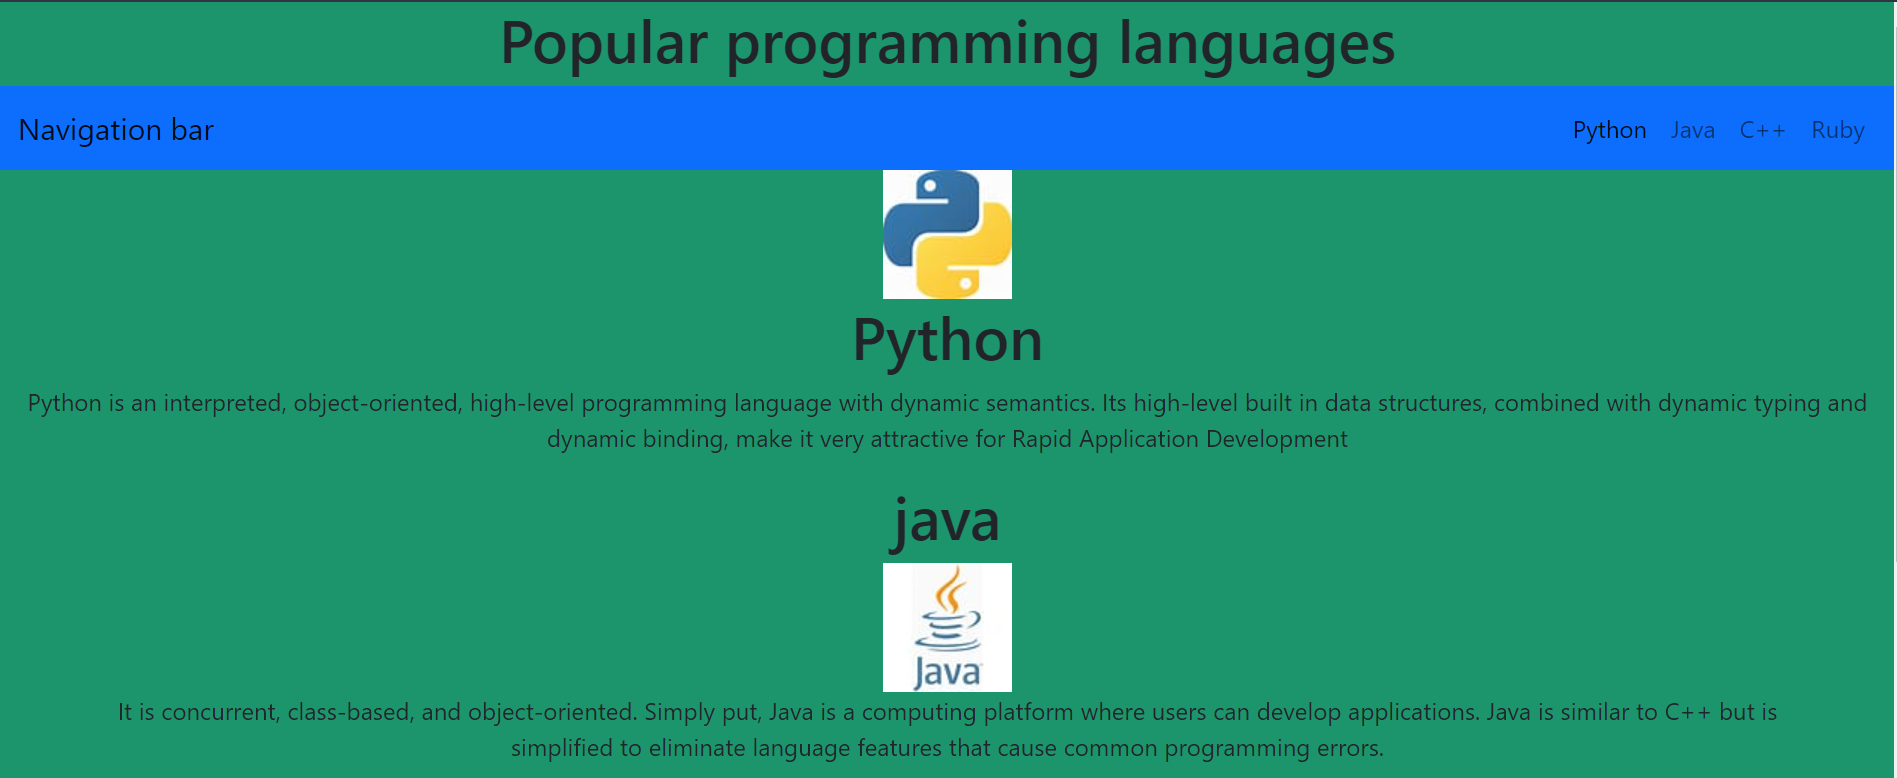 Popular programming languages
Navigation bar Python Java C++ Ruby
Python
Python is an interpreted, object-oriented, high-level programming language with dynamic semantics. Its high-level built in data structures, combined with dynamic typing and
dynamic binding, make it very attractive for Rapid Application Development
java
Java
It is concurrent, class-based, and object-oriented. Simply put, Java is a computing platform where users can develop applications. Java is similar to C++ but is
simplified to eliminate language features that cause common programming errors.